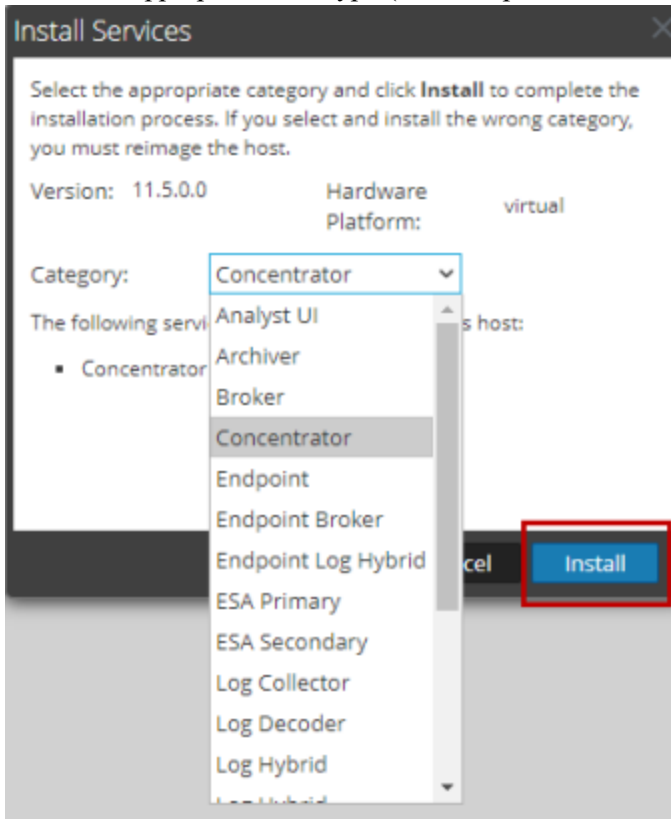 Install Services
Select the appropriate category and click Install to complete the
installation process. If you select and install the wrong category,
you must reimage the host.
Version: 11.5.0.0 Hardware Platform: virtual
Category: Concentrator
The following servi s host:
Concentrator
Analyst UI
Archiver
Broker
Concentrator
Endpoint
Endpoint Broker
Endpoint Log Hybrid
ESA Primary
ESA Secondary
Log Collector
Log Decoder
Log Hybrid
cel Install